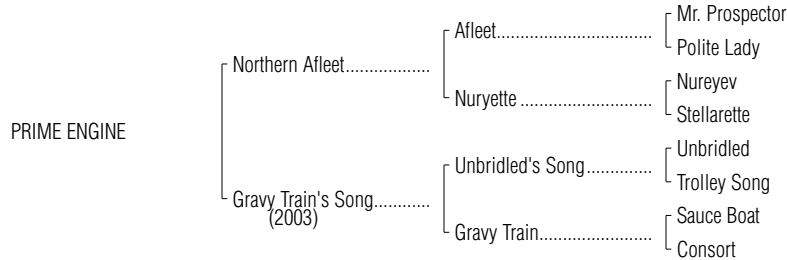 Mr. Prospector
Afleet................................
Polite Lady
Northern Afleet..................
Nureyev
Nuryette ...........................
Stellarette
PRIME ENGINE
Unbridled
Unbridled's Song..............
Trolley Song
Gravy Train's Song............
(2003)
Sauce Boat
Gravy Train.......................
Consort